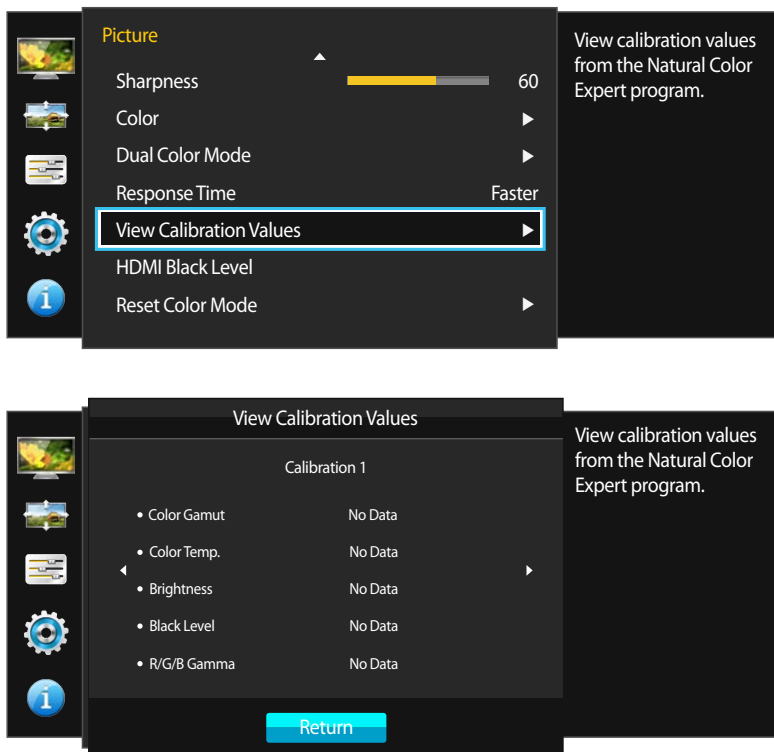 Picture
Sharpness 60
Color
Dual Color Mode
Response Time Faster
View Calibration Values
HDMI Black Level
Reset Color Mode
View calibration values
from the Natural Color
Expert program.
View Calibration Values
Calibration 1
• Color Gamut No Data
• Color Temp. No Data
• Brightness No Data
• Black Level No Data
• R/G/B Gamma No Data
Return
View calibration values
from the Natural Color
Expert program.